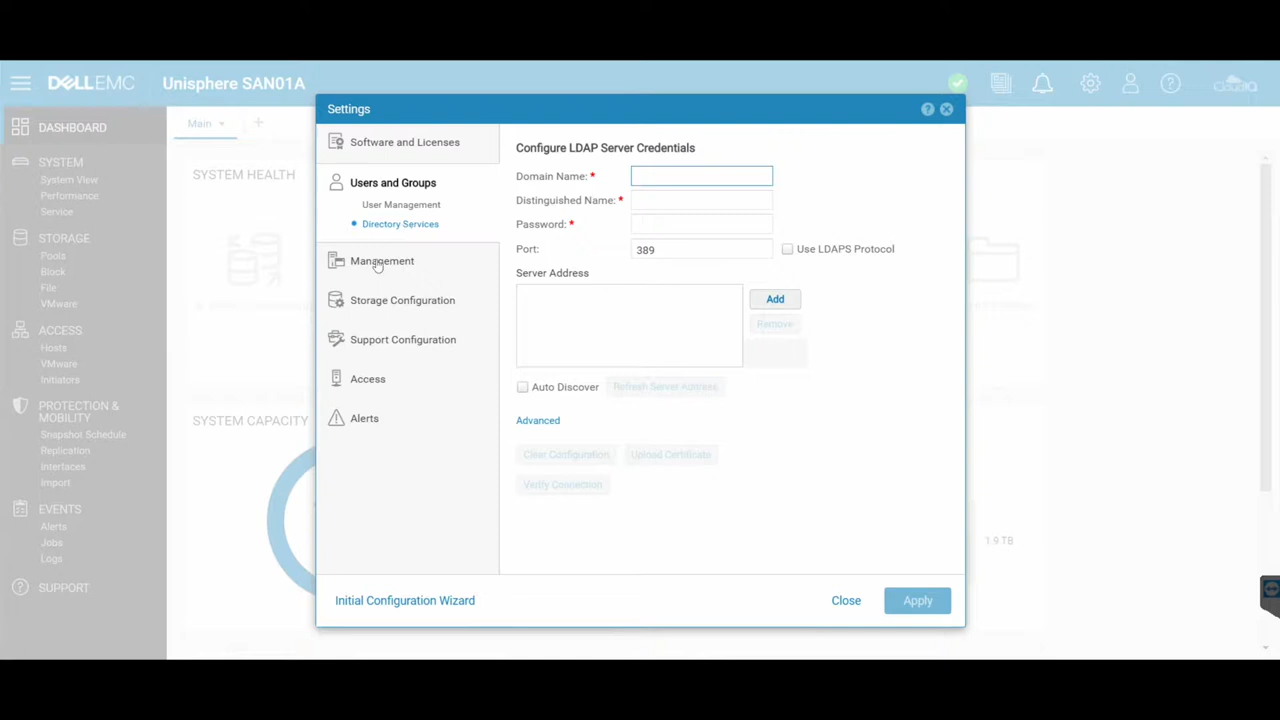 DELLEMC Unisphere SAN01A
CloudIQ
DASHBOARD
SYSTEM
System View
Performance
Service
STORAGE
Pools
Block
File
VMware
ACCESS
Hosts
VMware
Initiators
PROTECTION &
MOBILITY
Snapshot Schedule
Replication
Interfaces
Import
EVENTS
Alerts
Jobs
Logs
SUPPORT
Main
SYSTEM HEALTH
SYSTEM CAPACITY
1.9 TB
Settings
Software and Licenses
Users and Groups
User Management
Directory Services
Management
Storage Configuration
Support Configuration
Access
Alerts
Configure LDAP Server Credentials
Domain Name: *
Distinguished Name: *
Password: *
Port: 389 Use LDAPS Protocol
Server Address
Add
Remove
Auto Discover Refresh Server Address
Advanced
Clear Configuration Upload Certificate
Verify Connection
Initial Configuration Wizard Close Apply